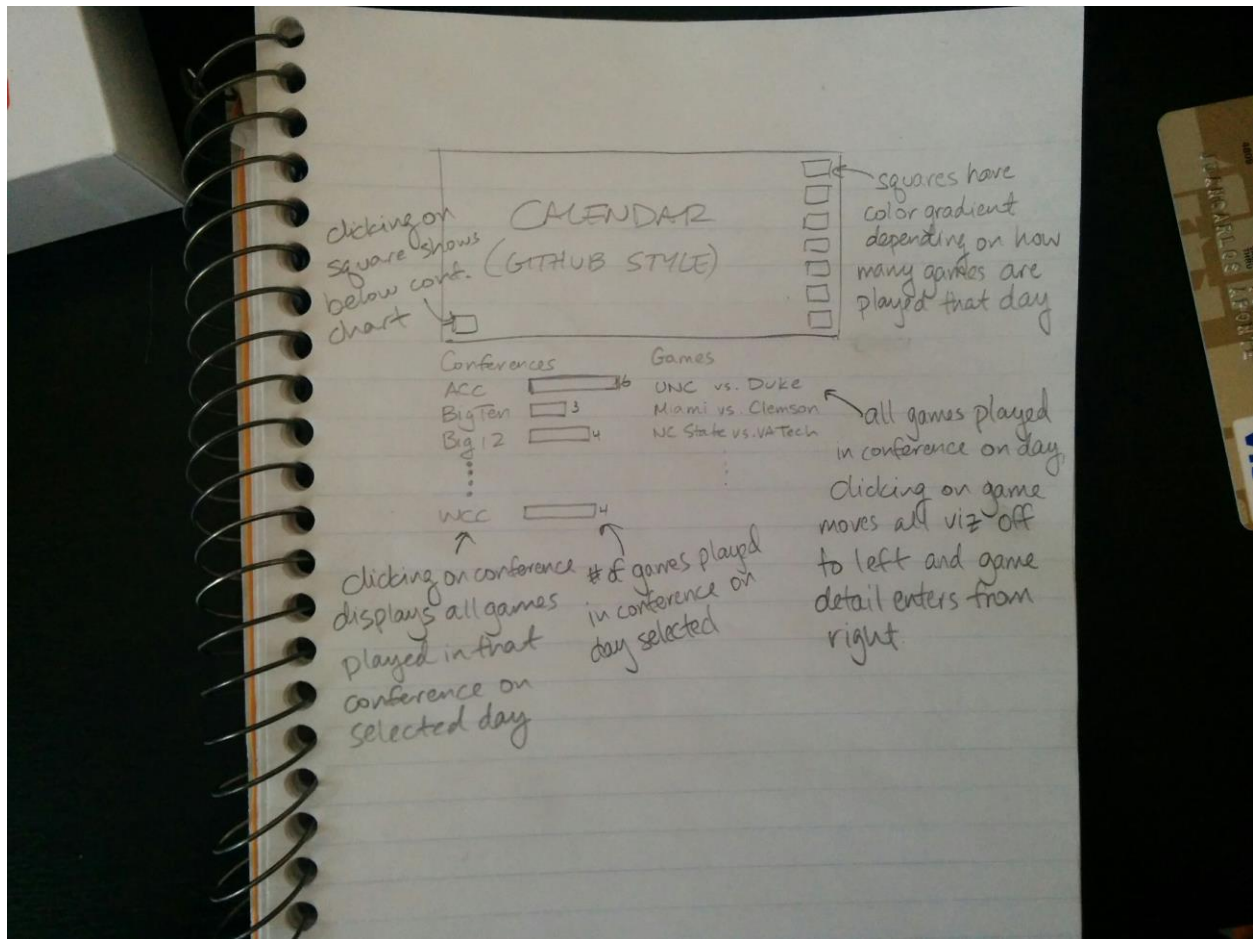 CALENDAR
(GITHUB STYLE)
clicking on
square shows
below conf.
chart
squares have
color gradient
depending on how
many games are
played that day
Conferences
ACC 6
Big Ten 3
Big 12 4
WCC 4
Games
UNC vs. Duke
Miami vs. Clemson
NC State vs. VA Tech
all games played
in conference on day,
clicking on game
moves all viz off
to left and game
detail enters from
right.
clicking on conference
displays all games
played in that
conference on
selected day
# of games played
in conference on
day selected